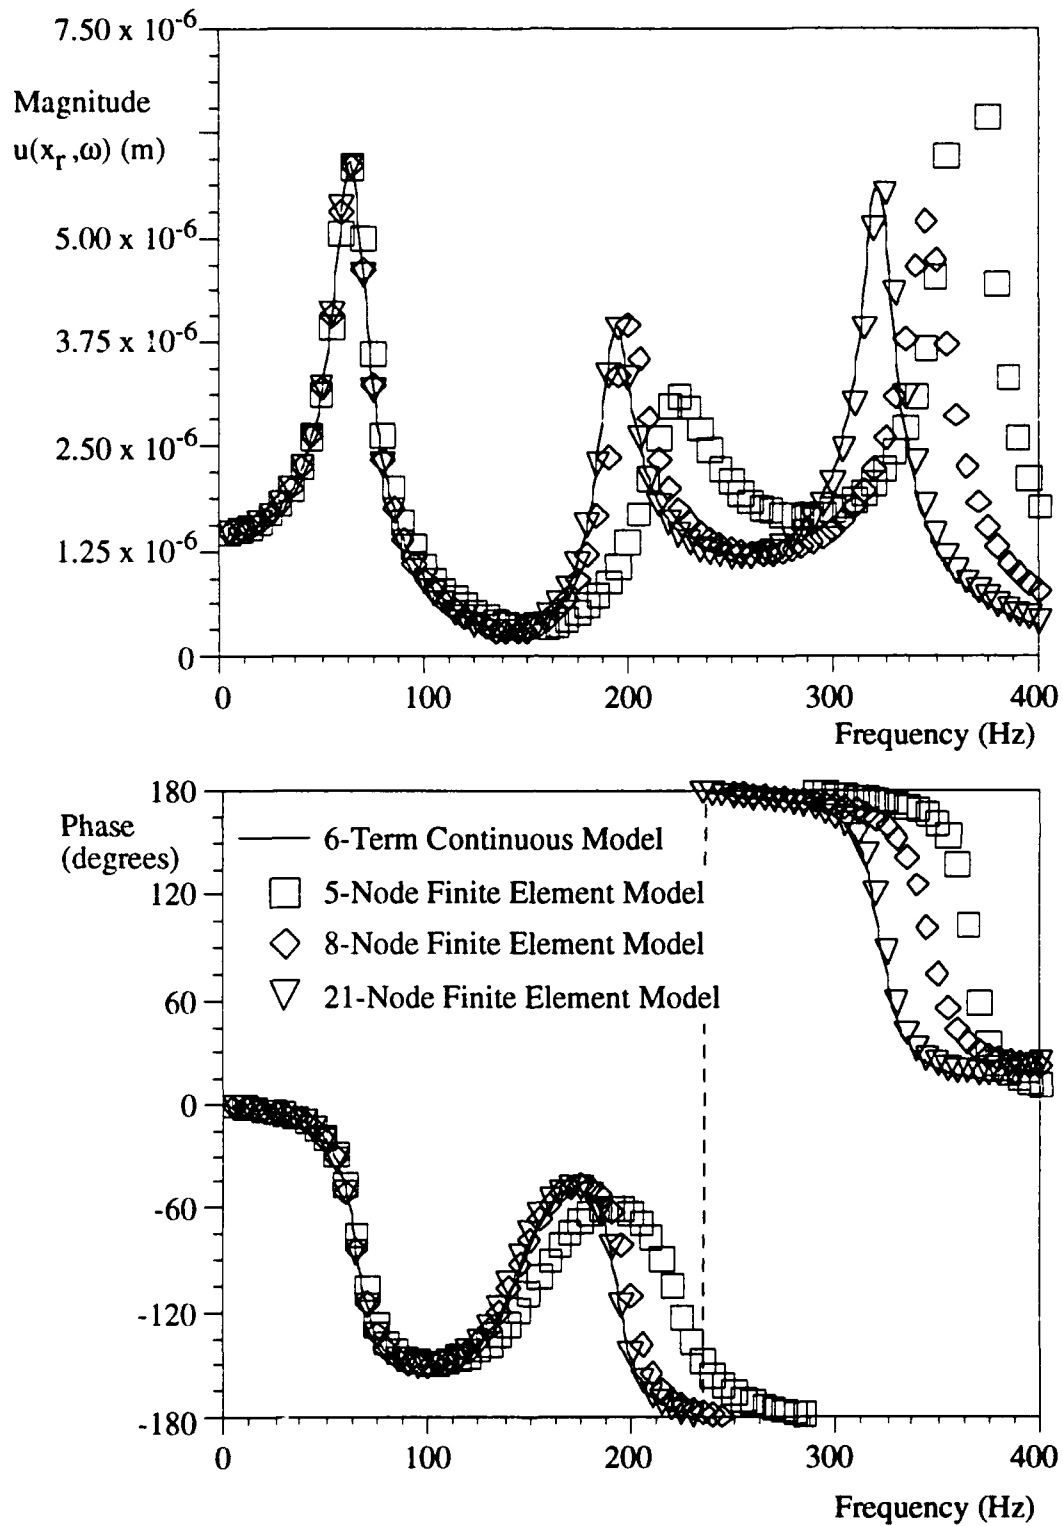 7.50 x 10-6
Magnitude
u(xr,ω) (m)
5.00 x 10-6
3.75 x 10-6
2.50 x 10-6
1.25 x 10-6
0
0 100 200 300 400
Frequency (Hz)
180
Phase
(degrees)
6-Term Continuous Model
5-Node Finite Element Model
8-Node Finite Element Model
21-Node Finite Element Model
120
60
0
-60
-120
-180
0 100 200 300 400
Frequency (Hz)